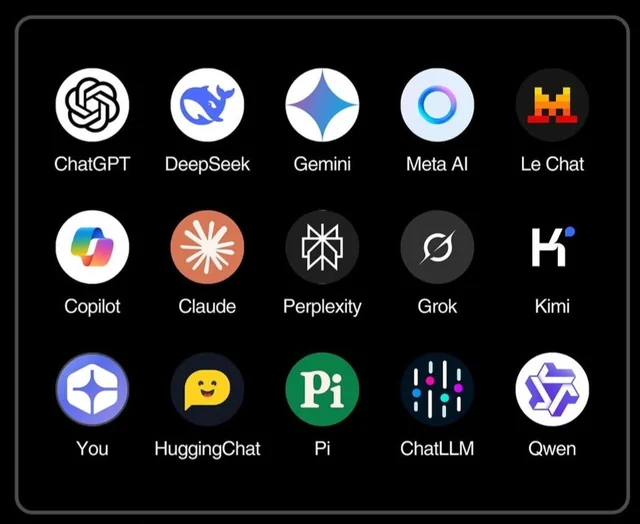 ChatGPT DeepSeek Gemini Meta AI Le Chat
Copilot Claude Perplexity Grok Kimi
Pi
You HuggingChat Pi ChatLLM Qwen